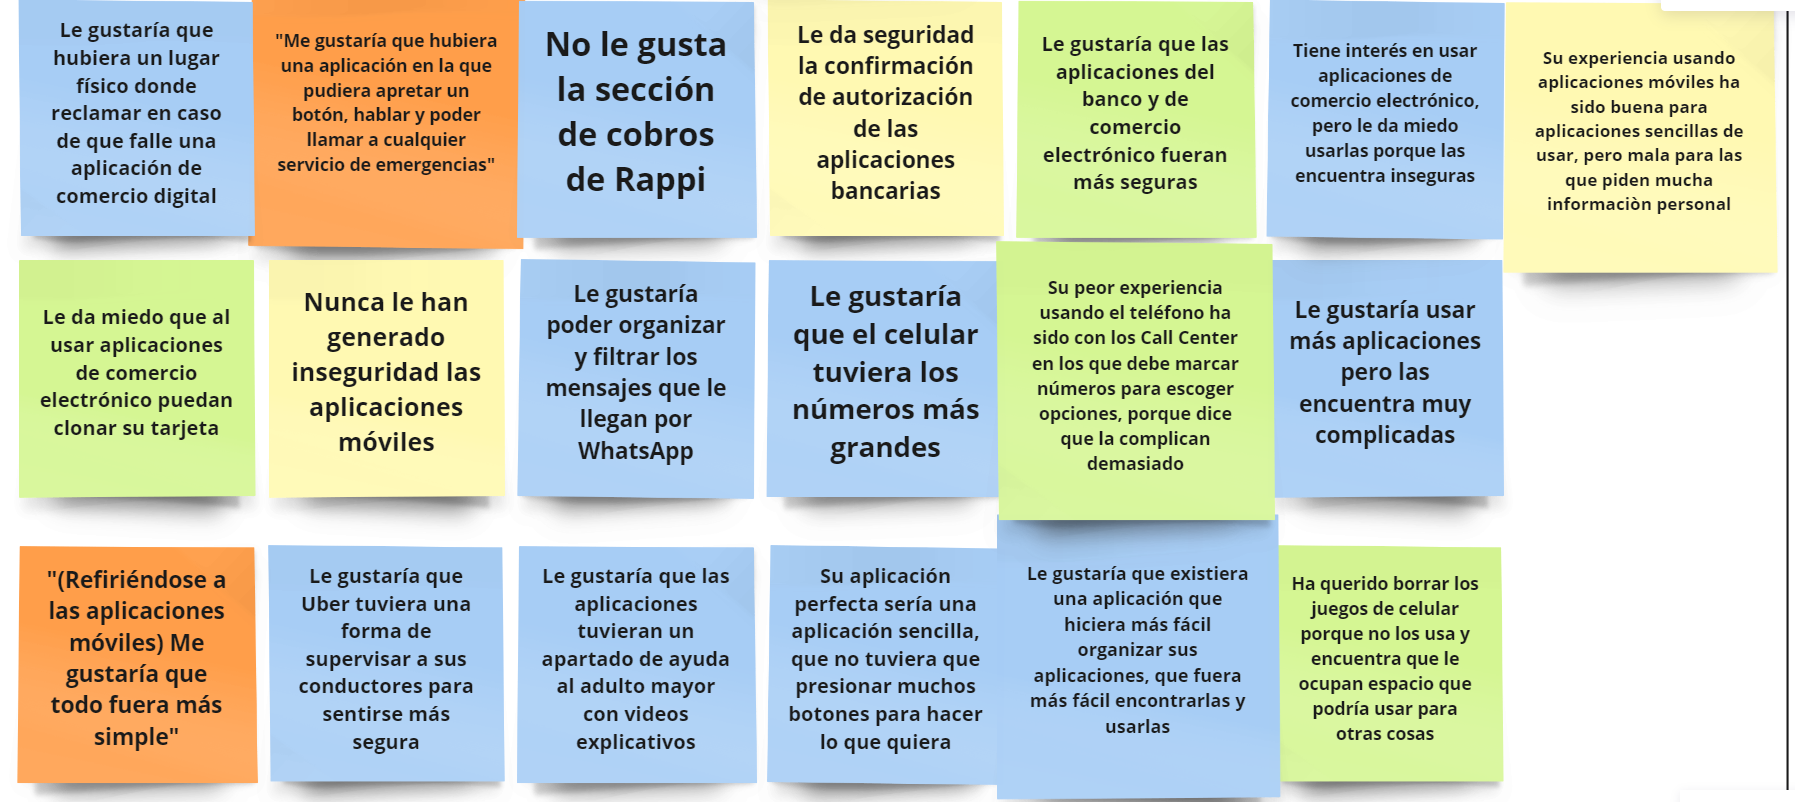 Le gustaría que
hubiera un lugar
físico donde
reclamar en caso
de que falle una
aplicación de
comercio digital
"Me gustaría que hubiera
una aplicación en la que
pudiera apretar un
botón, hablar y poder
llamar a cualquier
servicio de emergencias"
No le gusta
la sección
de cobros
de Rappi
Le da seguridad
la confirmación
de autorización
de las
aplicaciones
bancarias
Le gustaría que las
aplicaciones del
banco y de
comercio
electrónico fueran
más seguras
Tiene interés en usar
aplicaciones de
comercio electrónico,
pero le da miedo
usarlas porque las
encuentra inseguras
Su experiencia usando
aplicaciones móviles ha
sido buena para
aplicaciones sencillas de
usar, pero mala para las
que piden mucha
informaciòn personal
Le da miedo que al
usar aplicaciones
de comercio
electrónico puedan
clonar su tarjeta
Nunca le han
generado
inseguridad las
aplicaciones
móviles
Le gustaría
poder organizar
y filtrar los
mensajes que le
llegan por
WhatsApp
Le gustaría
que el celular
tuviera los
números más
grandes
Su peor experiencia
usando el teléfono ha
sido con los Call Center
en los que debe marcar
números para escoger
opciones, porque dice
que la complican
demasiado
Le gustaría usar
más aplicaciones
pero las
encuentra muy
complicadas
"(Refiriéndose a
las aplicaciones
móviles) Me
gustaría que
todo fuera más
simple"
Le gustaría que
Uber tuviera una
forma de
supervisar a sus
conductores para
sentirse más
segura
Le gustaría que las
aplicaciones
tuvieran un
apartado de ayuda
al adulto mayor
con videos
explicativos
Su aplicación
perfecta sería una
aplicación sencilla,
que no tuviera que
presionar muchos
botones para hacer
lo que quiera
Le gustaría que existiera
una aplicación que
hiciera más fácil
organizar sus
aplicaciones, que fuera
más fácil encontrarlas y
usarlas
Ha querido borrar los
juegos de celular
porque no los usa y
encuentra que le
ocupan espacio que
podría usar para
otras cosas